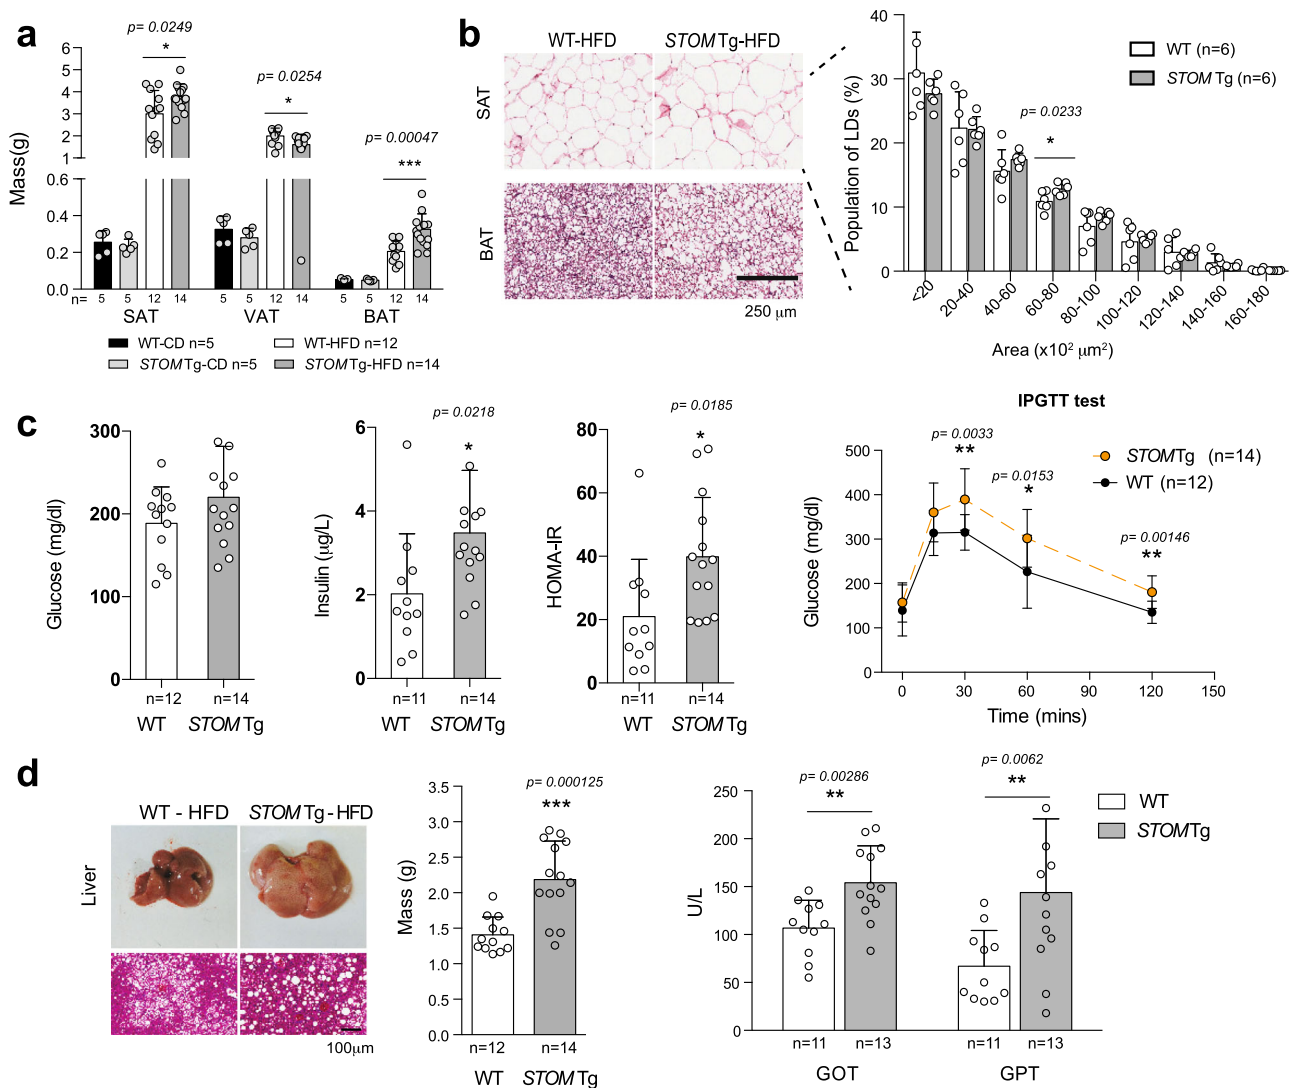 a
p= 0.0249
*
p= 0.0254
*
p= 0.00047
***
Mass(g)
6
5
4
3
2
1
0.6
0.4
0.2
0.0
n= 5 5 12 14 5 5 12 14 5 5 12 14
SAT VAT BAT
WT-CD n=5 WT-HFD n=12
STOM Tg-CD n=5 STOM Tg-HFD n=14
b
WT-HFD STOM Tg-HFD
SAT
BAT
250 μm
Population of LDs (%)
40
30
20
10
0
WT (n=6)
STOM Tg (n=6)
p= 0.0233
*
<20 20-40 40-60 60-80 80-100 100-120 120-140 140-160 160-180
Area (x10² μm²)
c
Glucose (mg/dl)
300
200
100
0
n=12 n=14
WT STOM Tg
p= 0.0218
*
Insulin (μg/L)
6
4
2
0
n=11 n=14
WT STOM Tg
p= 0.0185
*
HOMA-IR
80
60
40
20
0
n=11 n=14
WT STOM Tg
IPGTT test
Glucose (mg/dl)
500
400
300
200
100
0
p= 0.0033
**
p= 0.0153
*
p= 0.00146
**
STOMTg (n=14)
WT (n=12)
0 30 60 90 120 150
Time (mins)
d
WT - HFD STOM Tg - HFD
Liver
100μm
p= 0.000125
***
Mass (g)
3.5
3.0
2.5
2.0
1.5
1.0
0.5
0.0
n=12 n=14
WT STOM Tg
p= 0.00286
**
p= 0.0062
**
WT
STOMTg
U/L
250
200
150
100
50
0
n=11 n=13 n=11 n=13
GOT GPT